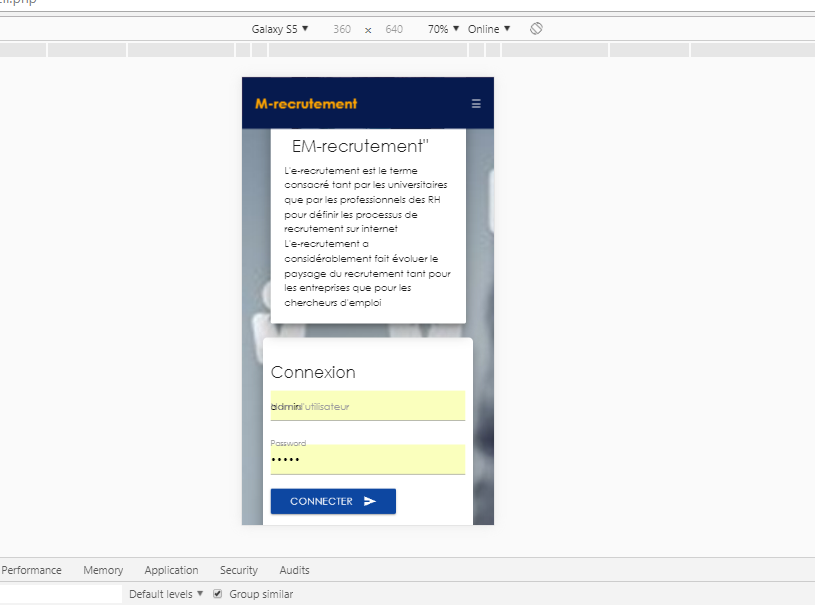 Galaxy S5 ▼ 360 x 640 70% ▼ Online ▼
M-recrutement ☰
EM-recrutement"
L'e-recrutement est le terme
consacré tant par les universitaires
que par les professionnels des RH
pour définir les processus de
recrutement sur internet
L'e-recrutement a
considérablement fait évoluer le
paysage du recrutement tant pour
les entreprises que pour les
chercheurs d'emploi
Connexion
admin l'utilisateur
Password
•••••
CONNECTER
Performance Memory Application Security Audits
Default levels ▼ Group similar